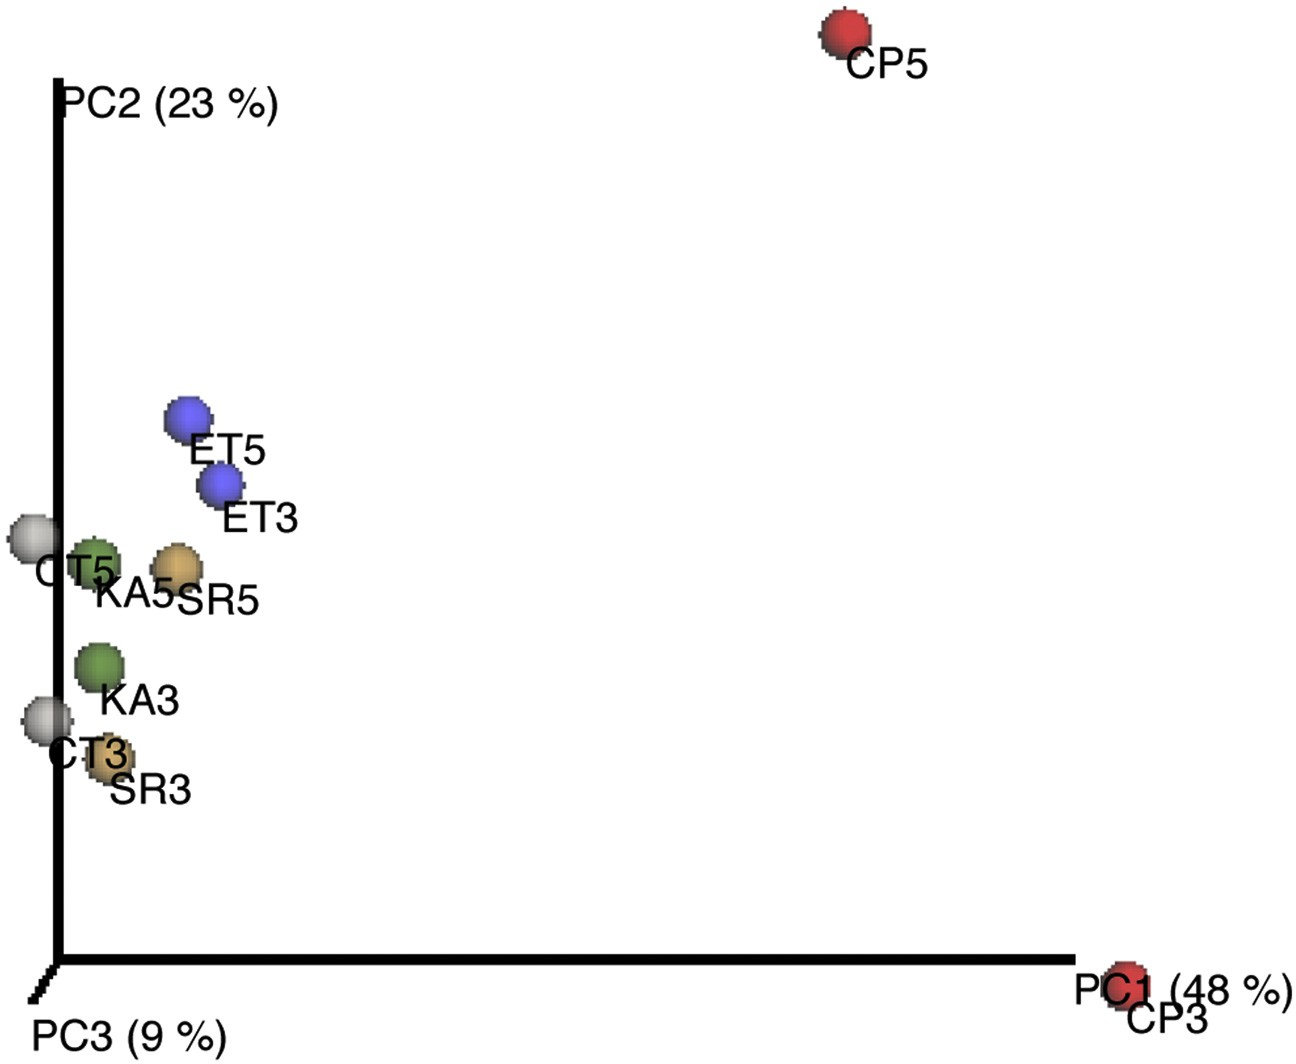 CP5
PC2 (23 %)
ET5
ET3
CT5
KA5
SR5
KA3
CT3
SR3
PC1 (48 %)
CP3
PC3 (9 %)